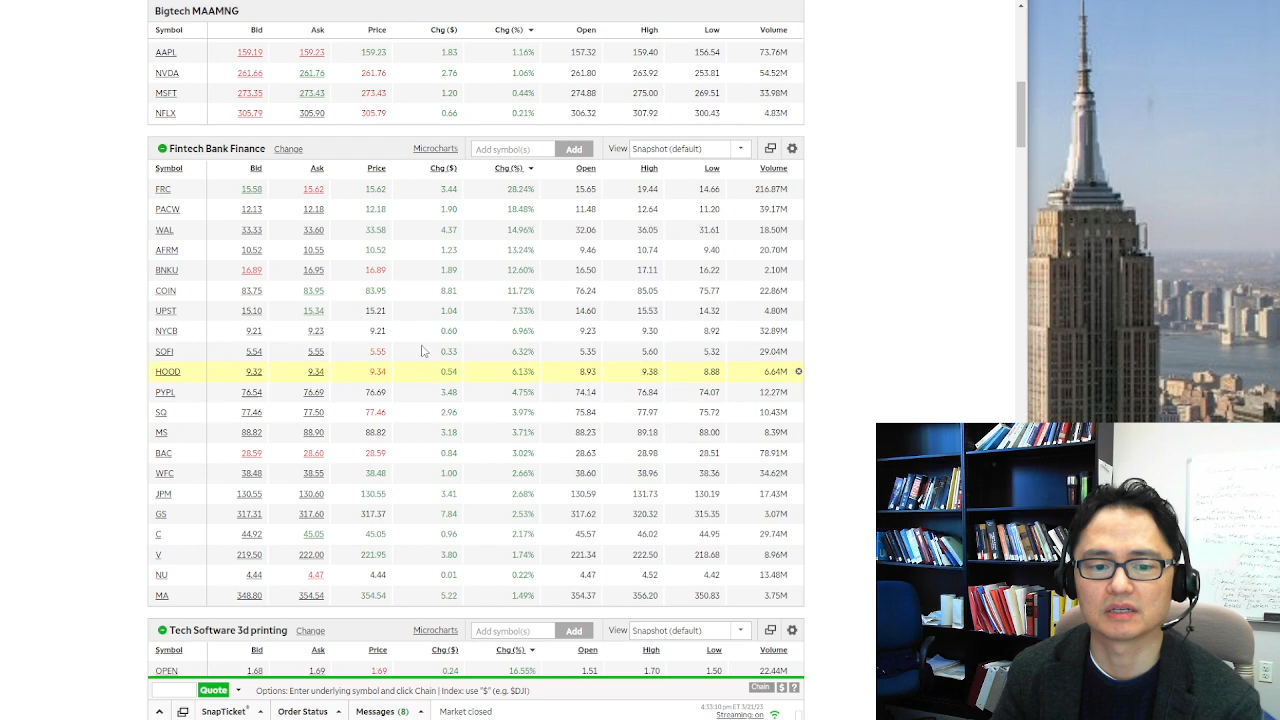 Bigtech MAAMNG
Symbol Bid Ask Price Chg ($) Chg (%) Open High Low Volume
AAPL 159.19 159.23 159.23 1.83 1.16% 157.32 159.40 156.54 73.76M
NVDA 261.66 261.76 261.76 2.76 1.06% 261.80 263.92 253.81 54.52M
MSFT 273.35 273.43 273.43 1.20 0.44% 274.88 275.00 269.51 33.98M
NFLX 305.79 305.90 305.79 0.66 0.21% 306.32 307.92 300.43 4.83M
Fintech Bank Finance Change Microcharts Add symbol(s) Add View Snapshot (default)
Symbol Bid Ask Price Chg ($) Chg (%) Open High Low Volume
FRC 15.58 15.62 15.62 3.44 28.24% 15.65 19.44 14.66 216.87M
PACW 12.13 12.18 12.18 1.90 18.48% 11.48 12.64 11.20 39.17M
WAL 33.33 33.60 33.58 4.37 14.96% 32.06 36.05 31.61 18.50M
AFRM 10.52 10.55 10.52 1.23 13.24% 9.46 10.74 9.40 20.70M
BNKU 16.89 16.95 16.89 1.89 12.60% 16.50 17.11 16.22 2.10M
COIN 83.75 83.95 83.95 8.81 11.72% 76.24 85.05 75.77 22.86M
UPST 15.10 15.34 15.21 1.04 7.33% 14.60 15.53 14.32 4.80M
NYCB 9.21 9.23 9.21 0.60 6.96% 9.23 9.30 8.92 32.89M
SOFI 5.54 5.55 5.55 0.33 6.32% 5.35 5.60 5.32 29.04M
HOOD 9.32 9.34 9.34 0.54 6.13% 8.93 9.38 8.88 6.64M
PYPL 76.54 76.69 76.69 3.48 4.75% 74.14 76.84 74.07 12.27M
SQ 77.46 77.50 77.46 2.96 3.97% 75.84 77.97 75.72 10.43M
MS 88.82 88.90 88.82 3.18 3.71% 88.23 89.18 88.00 8.39M
BAC 28.59 28.60 28.59 0.84 3.02% 28.63 28.98 28.51 78.91M
WFC 38.48 38.55 38.48 1.00 2.66% 38.60 38.96 38.36 34.62M
JPM 130.55 130.60 130.55 3.41 2.68% 130.59 131.73 130.19 17.43M
GS 317.31 317.60 317.37 7.84 2.53% 317.62 320.32 315.35 3.07M
C 44.92 45.05 45.05 0.96 2.17% 45.57 46.02 44.95 29.74M
V 219.50 222.00 221.95 3.80 1.74% 221.34 222.50 218.68 8.96M
NU 4.44 4.47 4.44 0.01 0.22% 4.47 4.52 4.42 13.48M
MA 348.80 354.54 354.54 5.22 1.49% 354.37 356.20 350.83 3.75M
Tech Software 3d printing Change Microcharts Add symbol(s) Add View Snapshot (default)
Symbol Bid Ask Price Chg ($) Chg (%) Open High Low Volume
OPEN 1.68 1.69 1.69 0.24 16.55% 1.51 1.70 1.50 22.44M
Quote Options: Enter underlying symbol and click Chain | Index: use "$" (e.g. $DJI) Chain $ ?
SnapTicket® Order Status Messages (8) Market closed 4:33:10 pm ET 3/21/23
Streaming: on